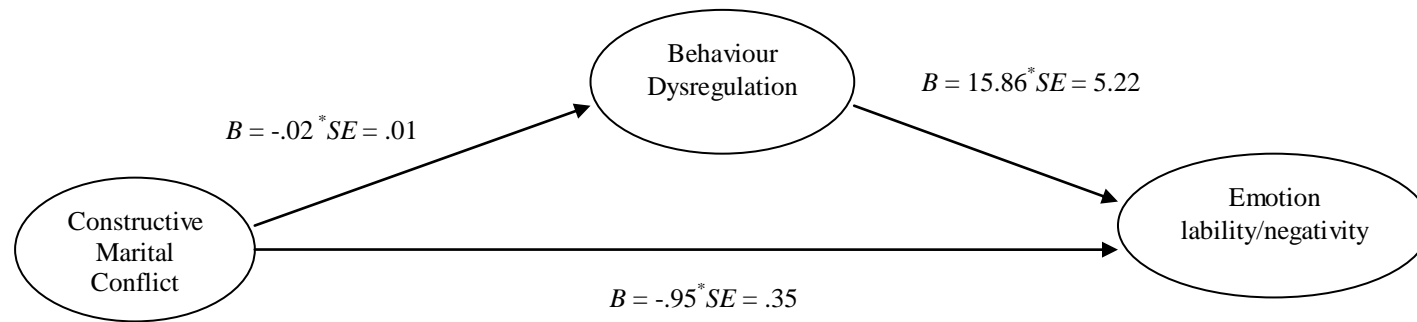 Behaviour
Dysregulation
B = 15.86*SE = 5.22
B = -.02 *SE = .01
Emotion
lability/negativity
Constructive
Marital
Conflict
B = -.95*SE = .35